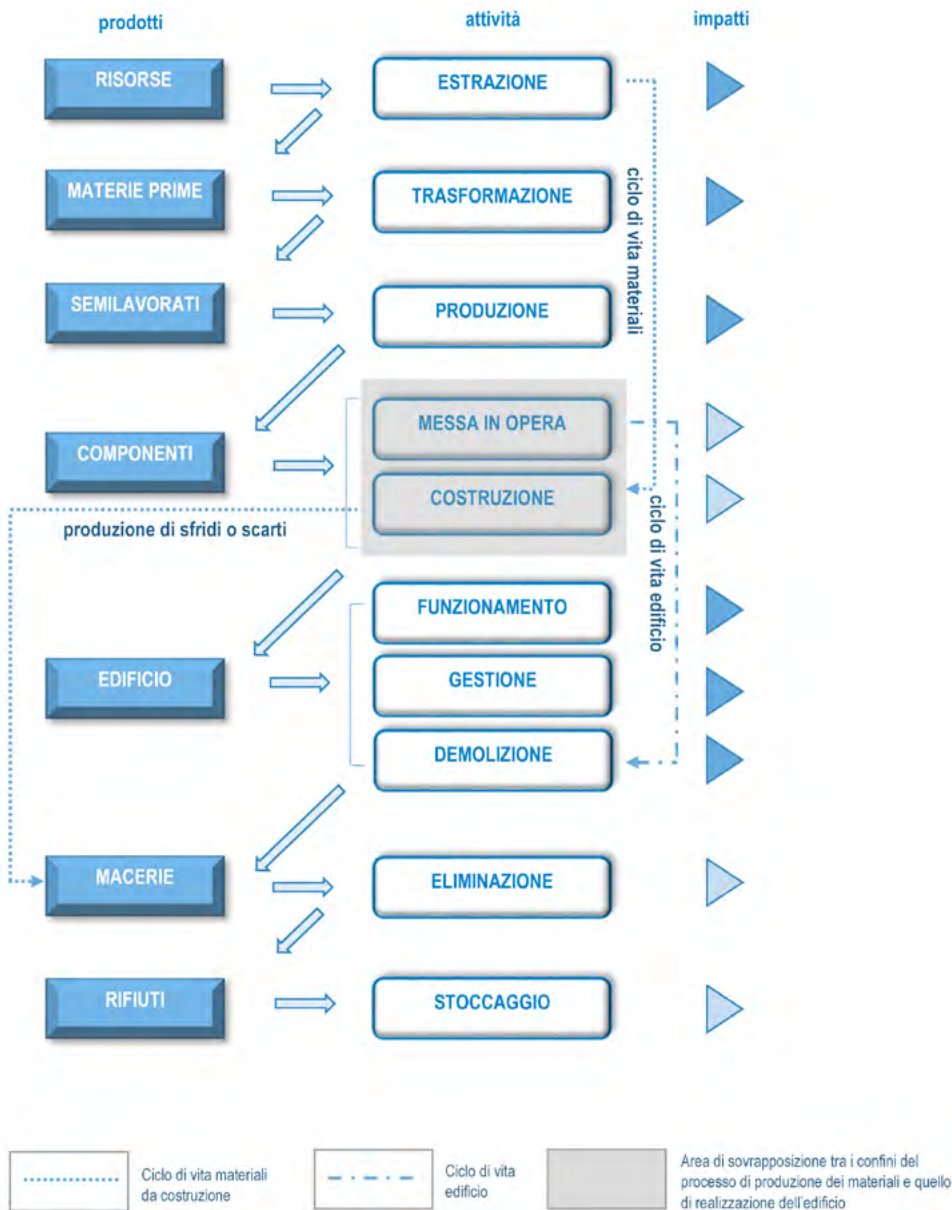 prodotti
attività
impatti
RISORSE
ESTRAZIONE
MATERIE PRIME
TRASFORMAZIONE
ciclo di vita materiali
SEMILAVORATI
PRODUZIONE
MESSA IN OPERA
COMPONENTI
COSTRUZIONE
produzione di sfridi o scarti
ciclo di vita edificio
FUNZIONAMENTO
EDIFICIO
GESTIONE
DEMOLIZIONE
MACERIE
ELIMINAZIONE
RIFIUTI
STOCCAGGIO
Ciclo di vita materiali
da costruzione
Ciclo di vita
edificio
Area di sovrapposizione tra i confini del
processo di produzione dei materiali e quello
di realizzazione dell'edificio